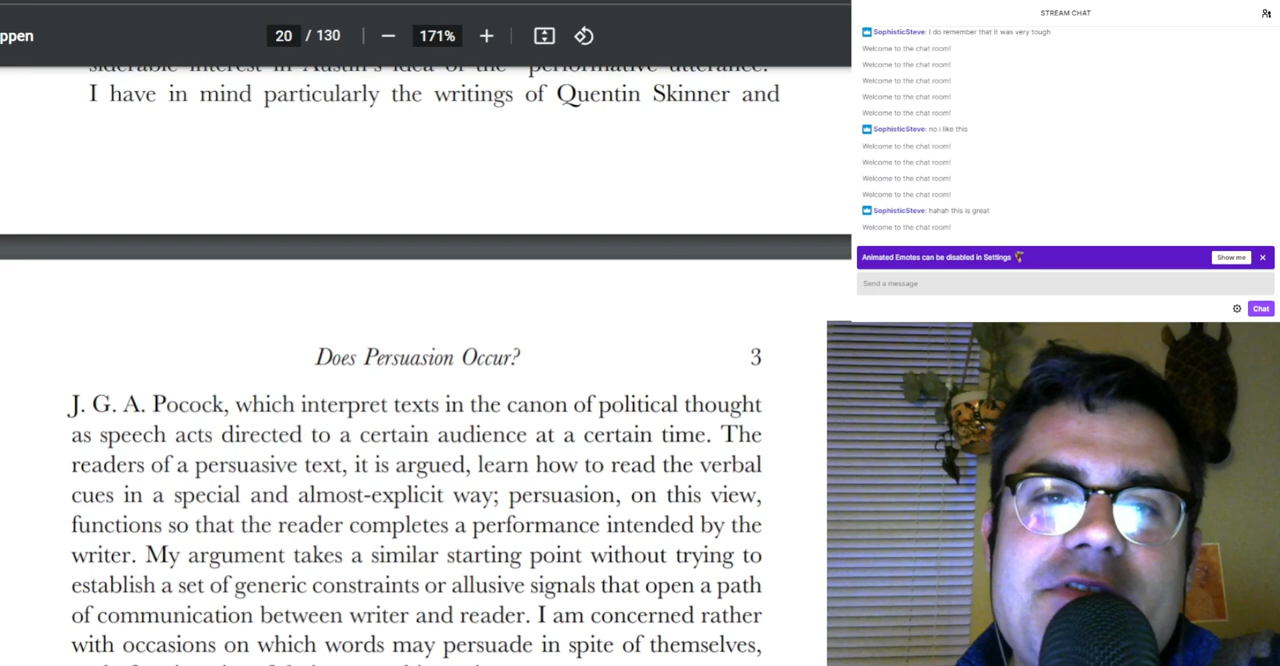 ppen
20 / 130
171%
siderable interest in Austin's idea of the "performative utterance."
I have in mind particularly the writings of Quentin Skinner and
Does Persuasion Occur? 3
J. G. A. Pocock, which interpret texts in the canon of political thought
as speech acts directed to a certain audience at a certain time. The
readers of a persuasive text, it is argued, learn how to read the verbal
cues in a special and almost-explicit way; persuasion, on this view,
functions so that the reader completes a performance intended by the
writer. My argument takes a similar starting point without trying to
establish a set of generic constraints or allusive signals that open a path
of communication between writer and reader. I am concerned rather
with occasions on which words may persuade in spite of themselves,
STREAM CHAT
SophisticSteve: I do remember that it was very tough
Welcome to the chat room!
Welcome to the chat room!
Welcome to the chat room!
Welcome to the chat room!
Welcome to the chat room!
SophisticSteve: no i like this
Welcome to the chat room!
Welcome to the chat room!
Welcome to the chat room!
Welcome to the chat room!
SophisticSteve: hahah this is great
Welcome to the chat room!
Animated Emotes can be disabled in Settings
Show me
Send a message
Chat